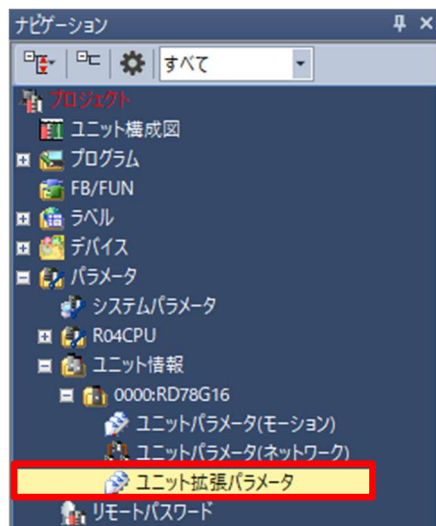 ナビゲーション
すべて
プロジェクト
ユニット構成図
プログラム
FB/FUN
ラベル
デバイス
パラメータ
システムパラメータ
R04CPU
ユニット情報
0000:RD78G16
ユニットパラメータ(モーション)
ユニットパラメータ(ネットワーク)
ユニット拡張パラメータ
リモートパスワード